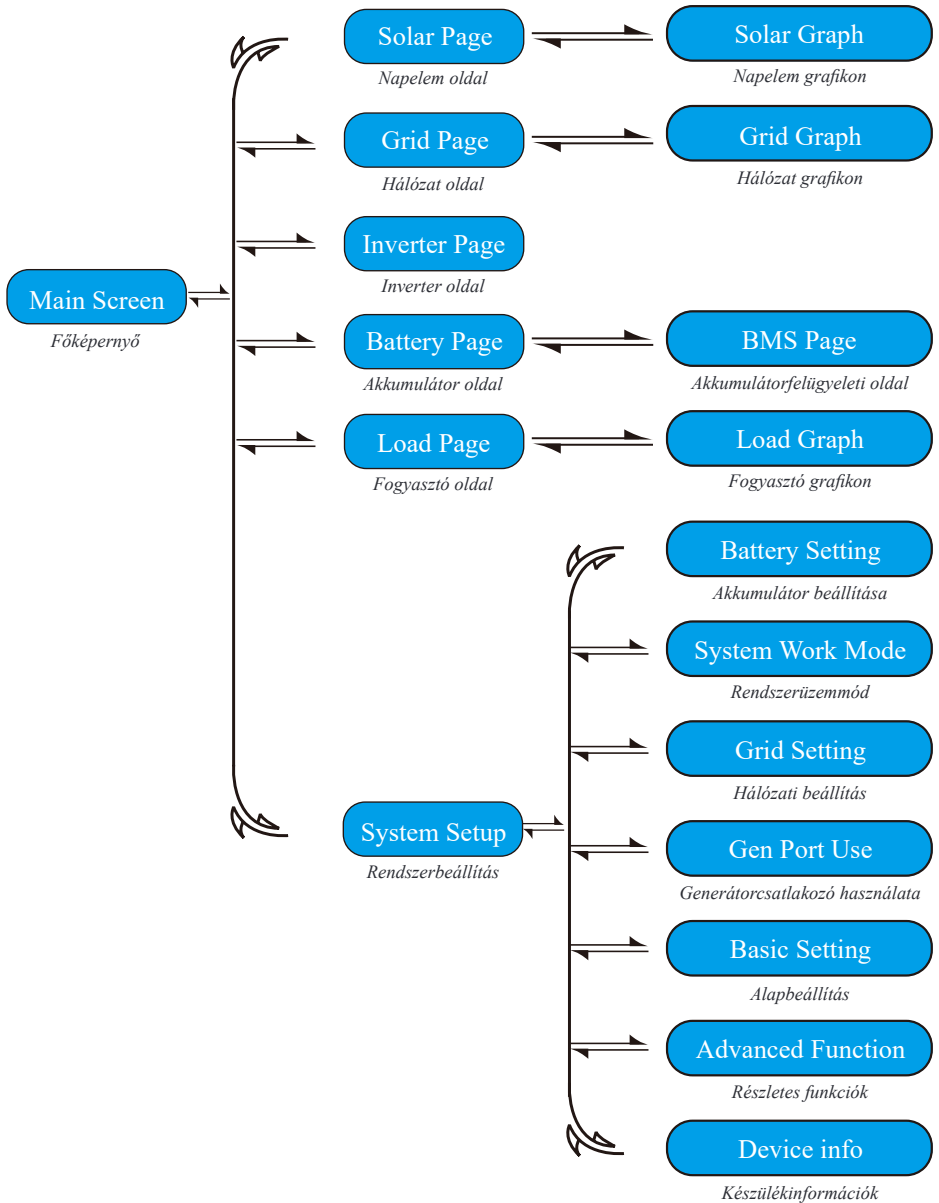 Solar Page
Napelem oldal
Solar Graph
Napelem grafikon
Grid Page
Hálózat oldal
Grid Graph
Hálózat grafikon
Inverter Page
Inverter oldal
Main Screen
Főképernyő
Battery Page
Akkumulátor oldal
BMS Page
Akkumulátorfelügyeleti oldal
Load Page
Fogyasztó oldal
Load Graph
Fogyasztó grafikon
System Setup
Rendszerbeállítás
Battery Setting
Akkumulátor beállítása
System Work Mode
Rendszerüzemmód
Grid Setting
Hálózati beállítás
Gen Port Use
Generátorcsatlakozó használata
Basic Setting
Alapbeállítás
Advanced Function
Részletes funkciók
Device info
Készülékinformációk